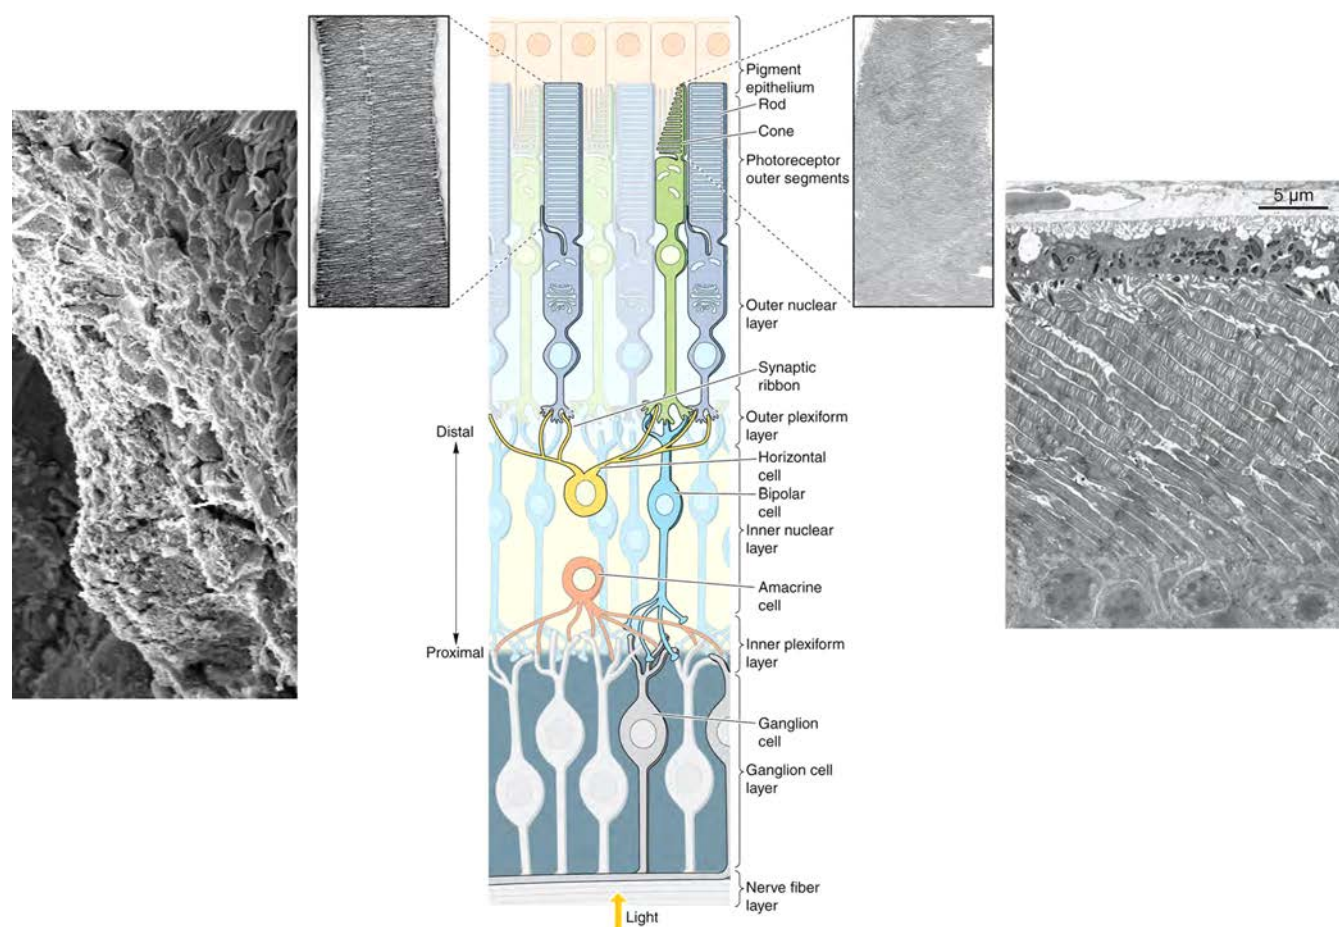 Pigment
epithelium
Rod
Cone
Photoreceptor
outer segments
5 µm
Outer nuclear
layer
Synaptic
ribbon
Outer plexiform
layer
Distal
Horizontal
cell
Bipolar
cell
Inner nuclear
layer
Amacrine
cell
Proximal
Inner plexiform
layer
Ganglion
cell
Ganglion cell
layer
Nerve fiber
layer
Light